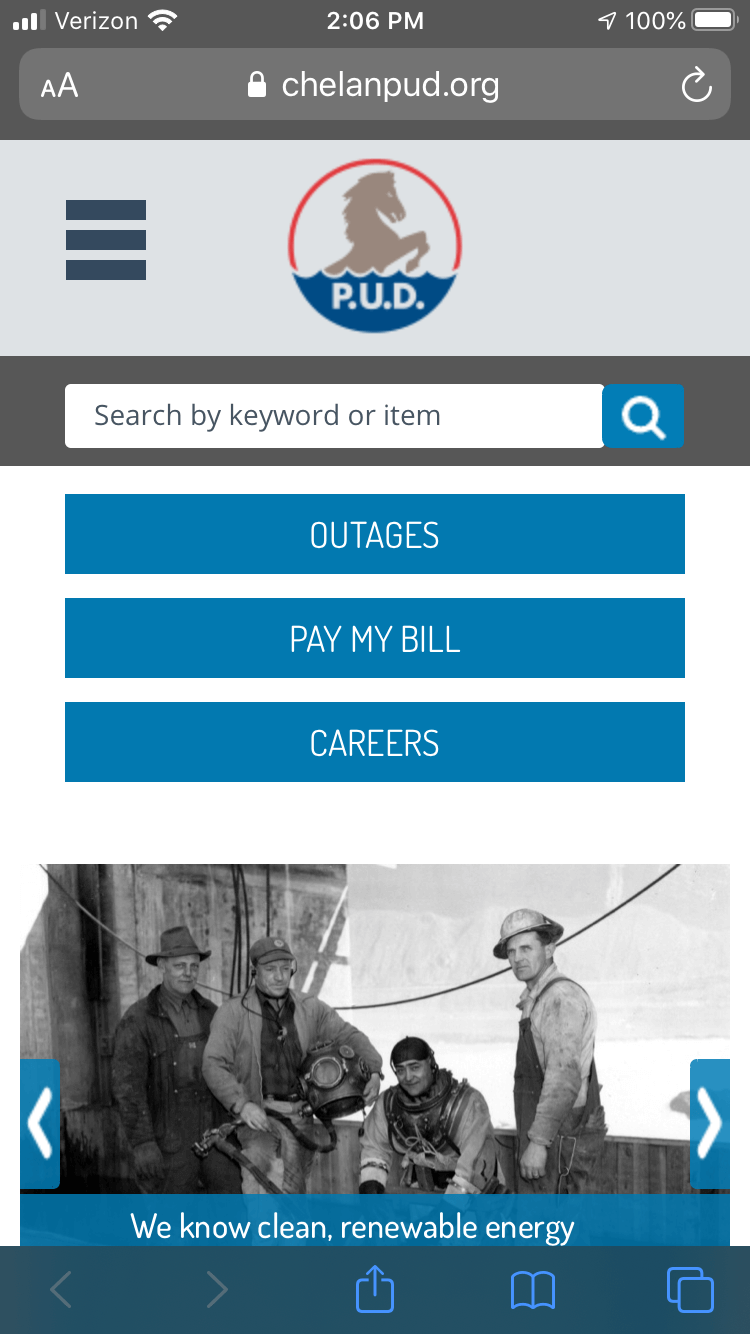 Verizon 2:06 PM 100%
AA chelanpud.org
P.U.D.
Search by keyword or item
OUTAGES
PAY MY BILL
CAREERS
We know clean, renewable energy